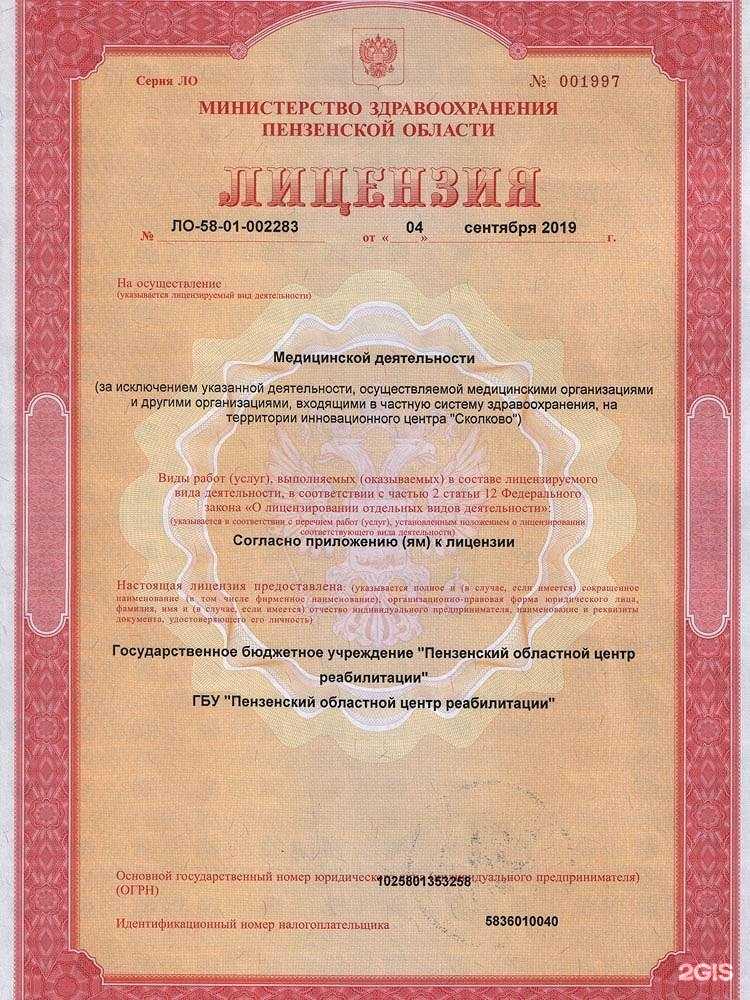 Серия ЛО № 001997
МИНИСТЕРСТВО ЗДРАВООХРАНЕНИЯ
ПЕНЗЕНСКОЙ ОБЛАСТИ
ЛИЦЕНЗИЯ
№ ЛО-58-01-002283 от « 04 » сентября 2019 г.
На осуществление
(указывается лицензируемый вид деятельности)
Медицинской деятельности
(за исключением указанной деятельности, осуществляемой медицинскими организациями
и другими организациями, входящими в частную систему здравоохранения, на
территории инновационного центра "Сколково")
Виды работ (услуг), выполняемых (оказываемых) в составе лицензируемого
вида деятельности, в соответствии с частью 2 статьи 12 Федерального
закона «О лицензировании отдельных видов деятельности»:
(указывается в соответствии с перечнем работ (услуг), установленным положением о лицензировании
соответствующего вида деятельности)
Согласно приложению (ям) к лицензии
Настоящая лицензия предоставлена: (указывается полное и (в случае, если имеется) сокращенное
наименование (в том числе фирменное наименование), организационно-правовая форма юридического лица,
фамилия, имя и (в случае, если имеется) отчество индивидуального предпринимателя, наименование и реквизиты
документа, удостоверяющего его личность)
Государственное бюджетное учреждение "Пензенский областной центр
реабилитации"
ГБУ "Пензенский областной центр реабилитации"
Основной государственный номер юридического лица (индивидуального предпринимателя)
(ОГРН) 1025801353258
Идентификационный номер налогоплательщика 5836010040
2GIS